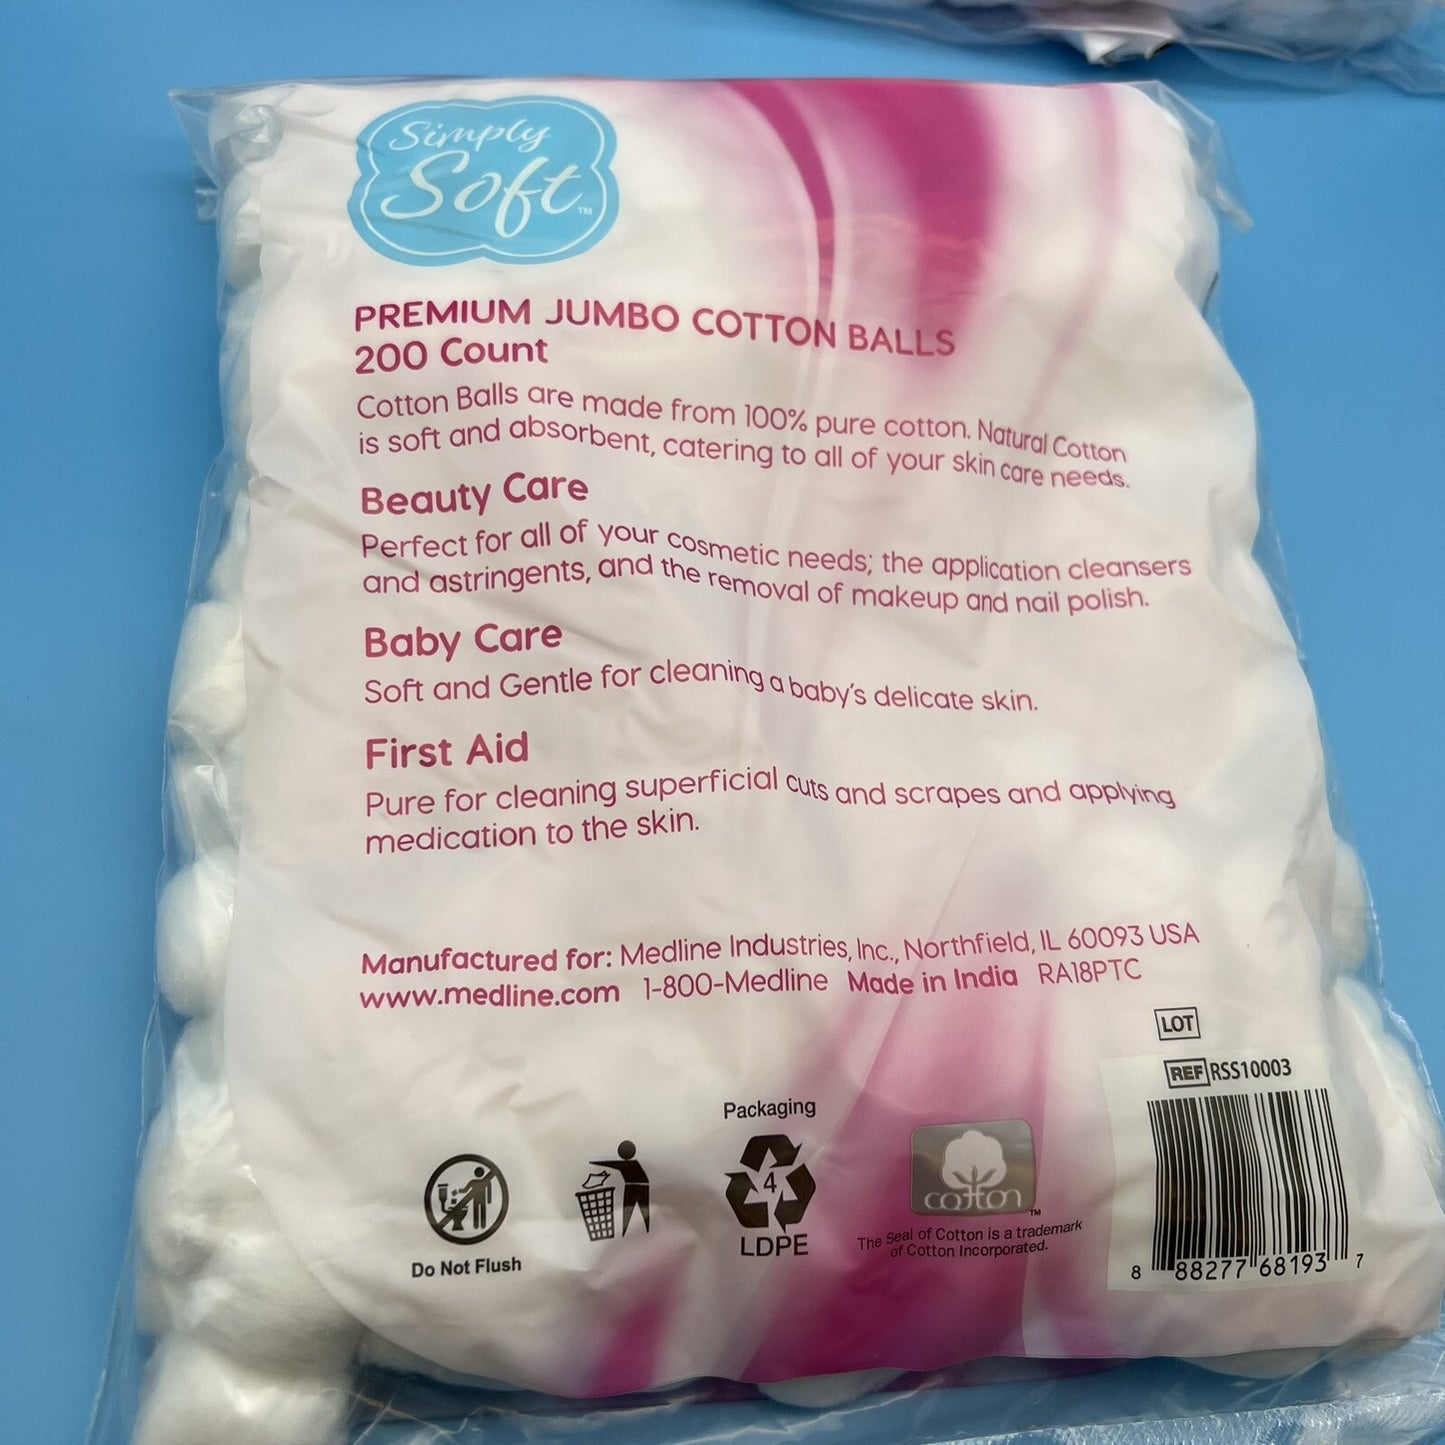 Simply
Soft™
PREMIUM JUMBO COTTON BALLS
200 Count
Cotton Balls are made from 100% pure cotton. Natural Cotton
is soft and absorbent, catering to all of your skin care needs.
Beauty Care
Perfect for all of your cosmetic needs; the application cleansers
and astringents, and the removal of makeup and nail polish.
Baby Care
Soft and Gentle for cleaning a baby's delicate skin.
First Aid
Pure for cleaning superficial cuts and scrapes and applying
medication to the skin.
Manufactured for: Medline Industries, Inc., Northfield, IL 60093 USA
www.medline.com 1-800-Medline Made in India RA18PTC
LOT
REF RSS10003
Packaging
4
LDPE
Do Not Flush
cotton™
The Seal of Cotton is a trademark
of Cotton Incorporated.
8 88277 68193 7